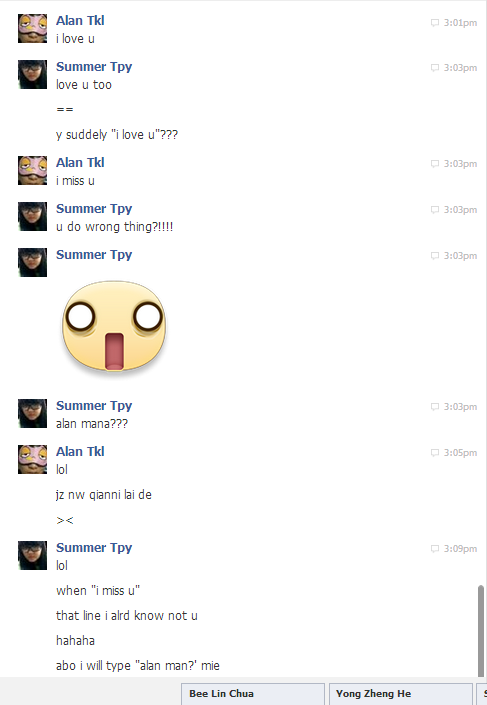 Alan Tkl
3:01pm
i love u
Summer Tpy
3:03pm
love u too
==
y suddely "i love u"???
Alan Tkl
3:03pm
i miss u
Summer Tpy
3:03pm
u do wrong thing?!!!!
Summer Tpy
3:03pm
Summer Tpy
3:03pm
alan mana???
Alan Tkl
3:05pm
lol
jz nw qianni lai de
><
Summer Tpy
3:09pm
lol
when "i miss u"
that line i alrd know not u
hahaha
abo i will type "alan man?' mie
Bee Lin Chua
Yong Zheng He